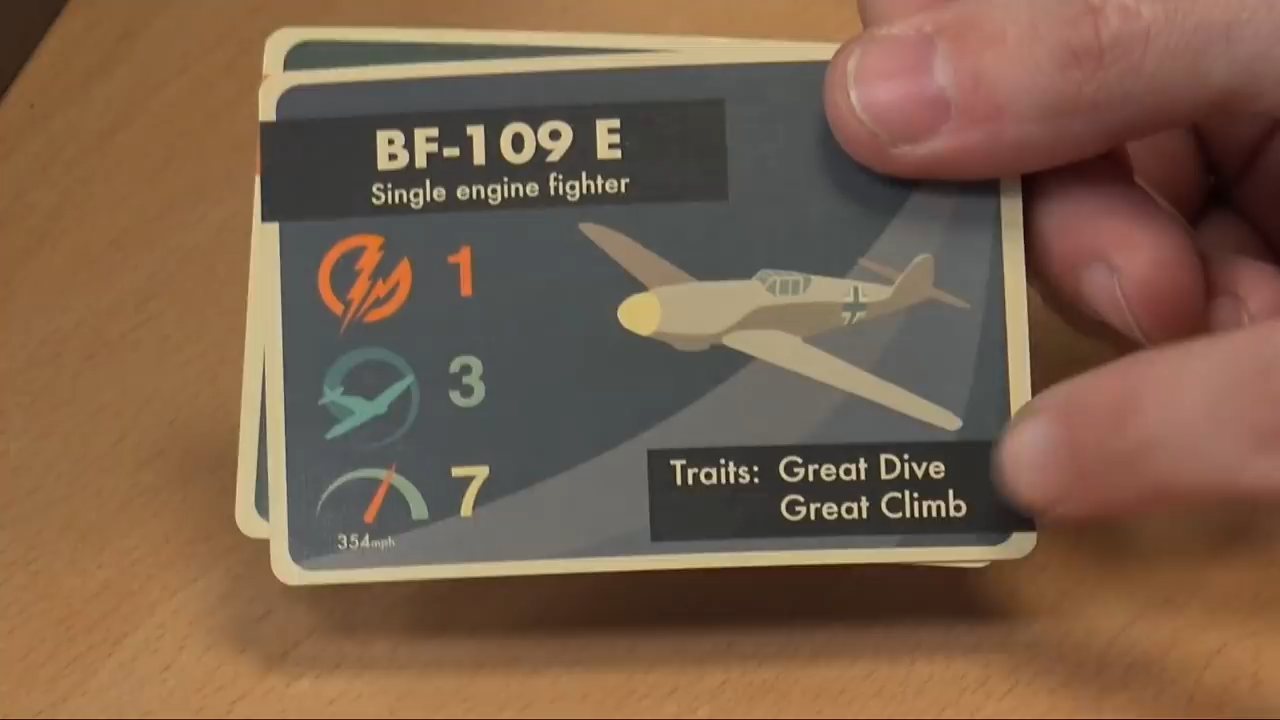 BF-109 E
Single engine fighter
1
3
7
354mph
Traits: Great Dive
Great Climb